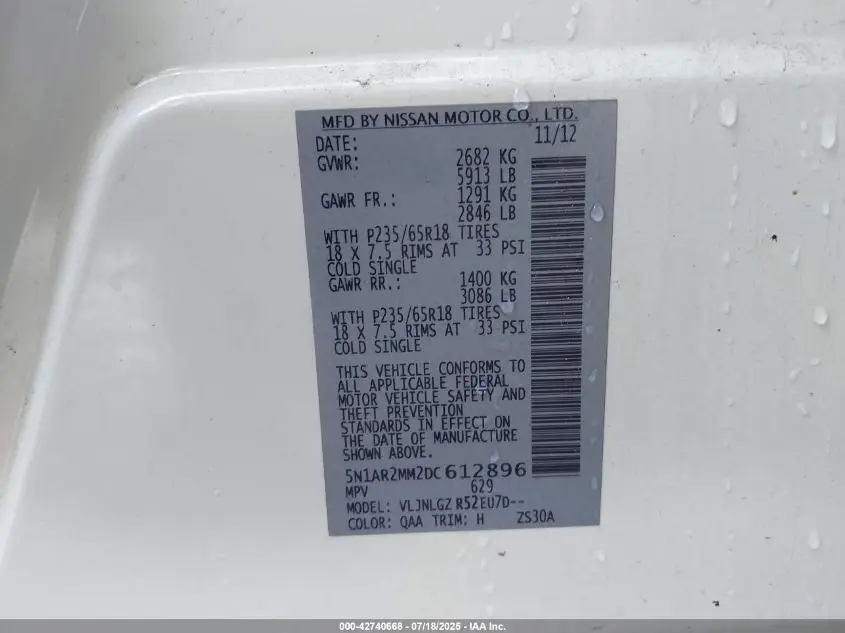 MFD BY NISSAN MOTOR CO., LTD.
DATE: 11/12
GVWR: 2682 KG
5913 LB
GAWR FR.: 1291 KG
2846 LB
WITH P235/65R18 TIRES
18 X 7.5 RIMS AT 33 PSI
COLD SINGLE
GAWR RR.: 1400 KG
3086 LB
WITH P235/65R18 TIRES
18 X 7.5 RIMS AT 33 PSI
COLD SINGLE
THIS VEHICLE CONFORMS TO
ALL APPLICABLE FEDERAL
MOTOR VEHICLE SAFETY AND
THEFT PREVENTION
STANDARDS IN EFFECT ON
THE DATE OF MANUFACTURE
SHOWN ABOVE.
5N1AR2MM2DC612896
MPV 629
MODEL: VLJNLGZ R52EU7D--
COLOR: QAA TRIM: H ZS30A
000-42740668 - 07/18/2025 - IAA Inc.